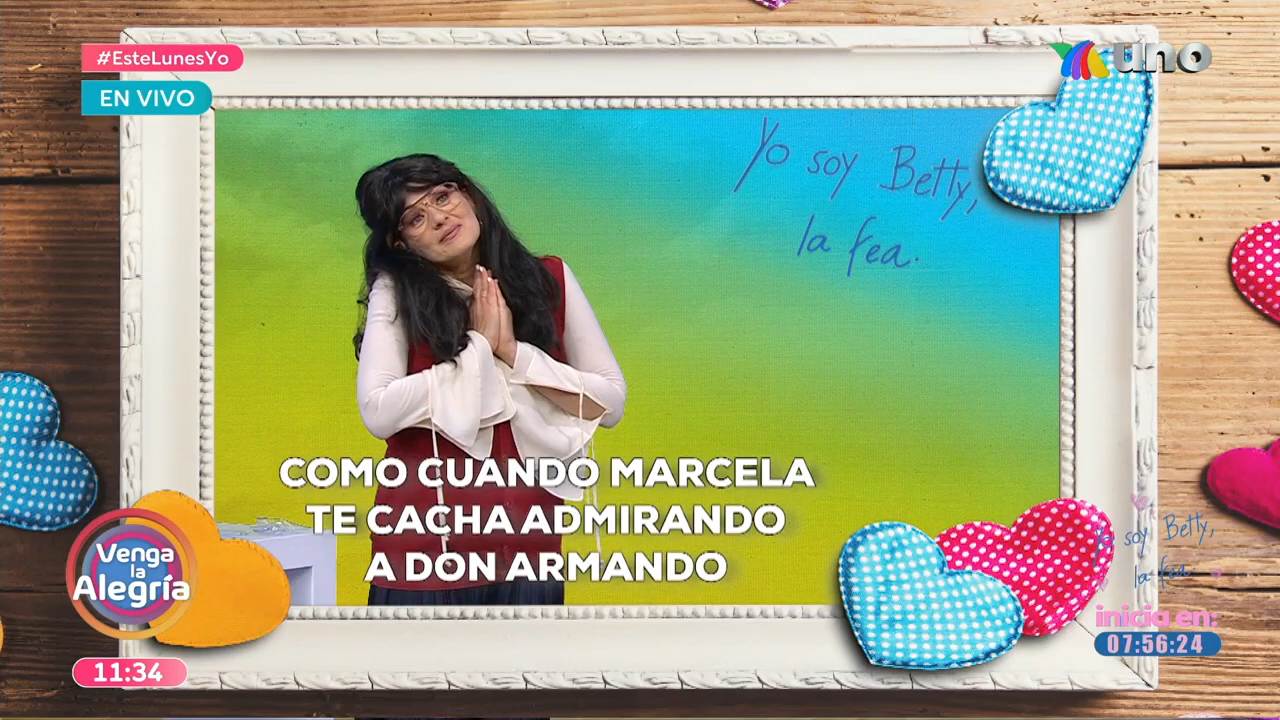 #EsteLunesYo
EN VIVO
uno
Yo soy Betty,
la fea.
COMO CUANDO MARCELA
TE CACHA ADMIRANDO
A DON ARMANDO
Venga
la
Alegría
11:34
Yo soy Betty,
la fea.
inicia en:
07:56:24